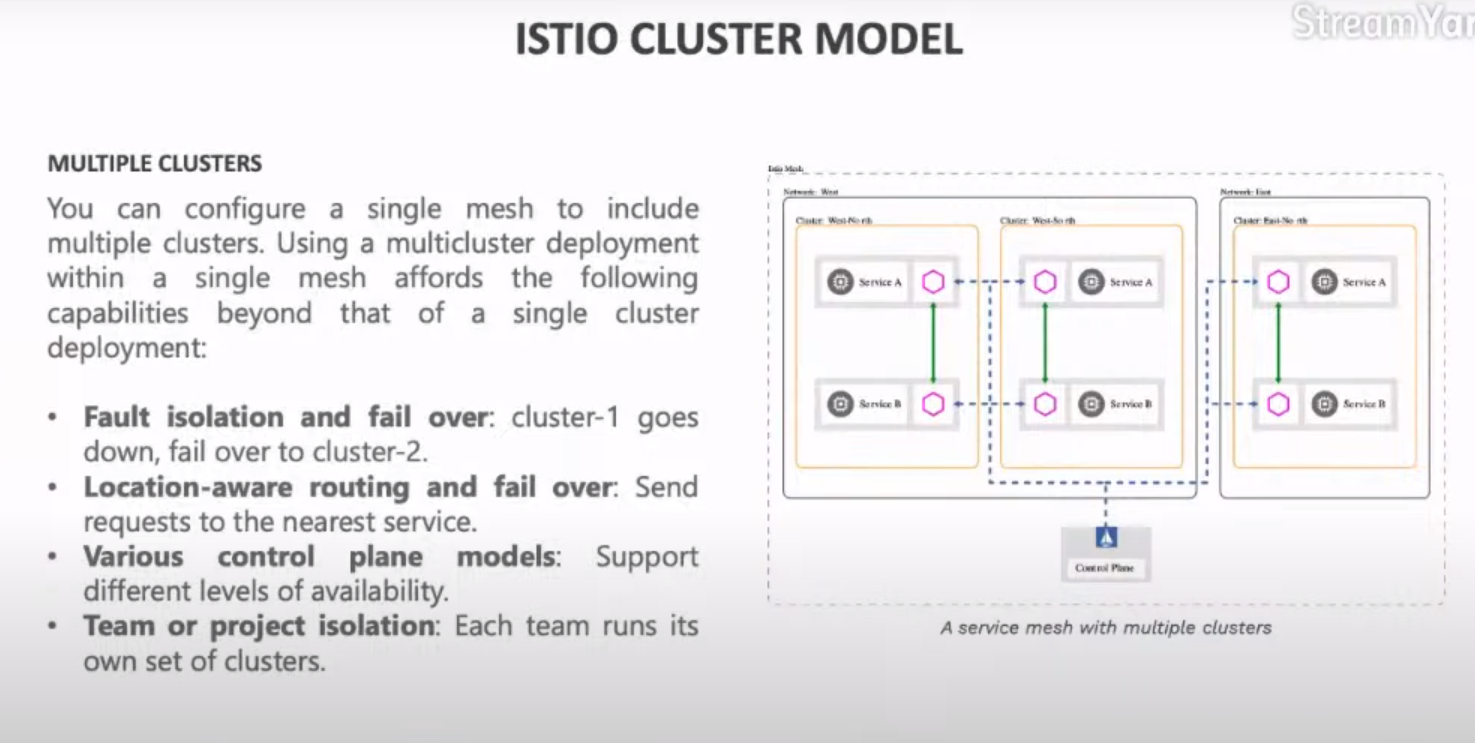 StreamYar
ISTIO CLUSTER MODEL
MULTIPLE CLUSTERS
You can configure a single mesh to include
multiple clusters. Using a multicluster deployment
within a single mesh affords the following
capabilities beyond that of a single cluster
deployment:
• Fault isolation and fail over: cluster-1 goes
down, fail over to cluster-2.
• Location-aware routing and fail over: Send
requests to the nearest service.
• Various control plane models: Support
different levels of availability.
• Team or project isolation: Each team runs its
own set of clusters.
Istio Mesh
Network: West
Network: East
Cluster: West-North
Cluster: West-South
Cluster: East-North
Service A
Service A
Service A
Service B
Service B
Service B
Control Plane
A service mesh with multiple clusters